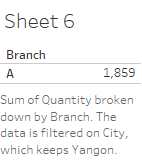 Sheet 6
Branch
A 1,859
Sum of Quantity broken
down by Branch. The
data is filtered on City,
which keeps Yangon.